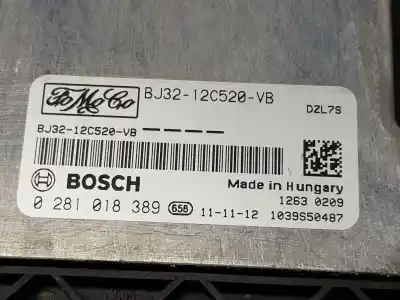 FoMoCo BJ32-12C520-VB
DZL7S
BJ32-12C520-VB ————
BOSCH Made in Hungary
1263 0209
0 281 018 389 658 11-11-12 1039S50487